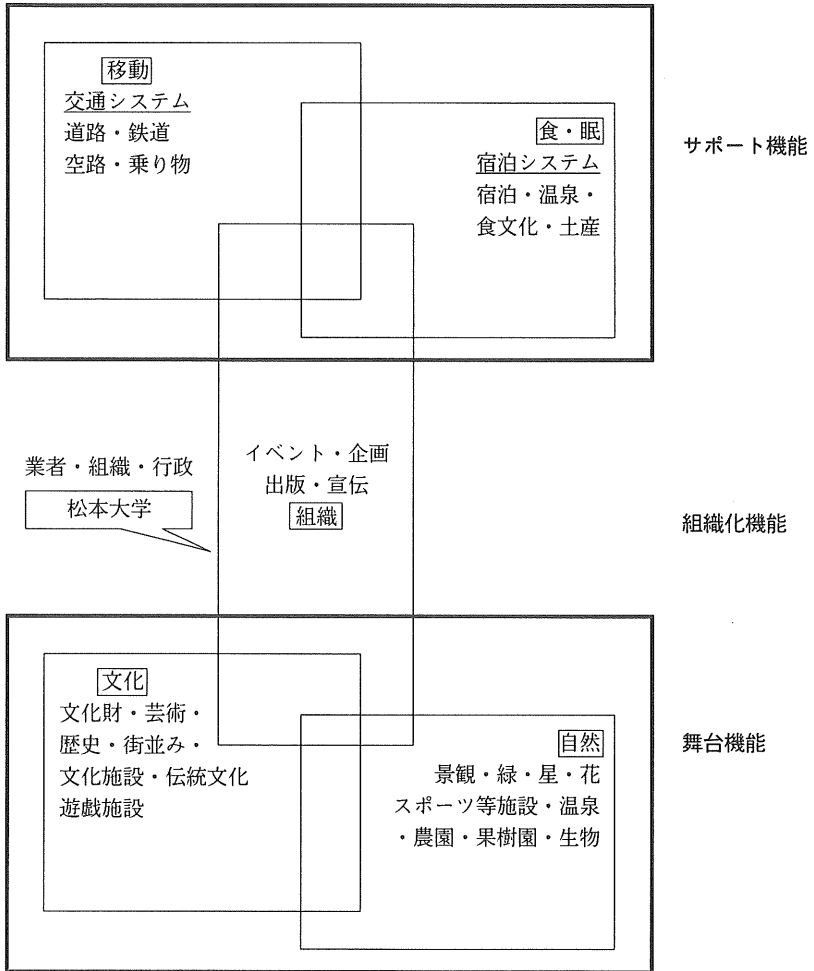 移動
交通システム
道路・鉄道
空路・乗り物
食・眠
宿泊システム
宿泊・温泉・
食文化・土産
サポート機能
イベント・企画
出版・宣伝
組織
業者・組織・行政
松本大学
組織化機能
文化
文化財・芸術・
歴史・街並み・
文化施設・伝統文化
遊戯施設
自然
景観・緑・星・花
スポーツ等施設・温泉
・農園・果樹園・生物
舞台機能